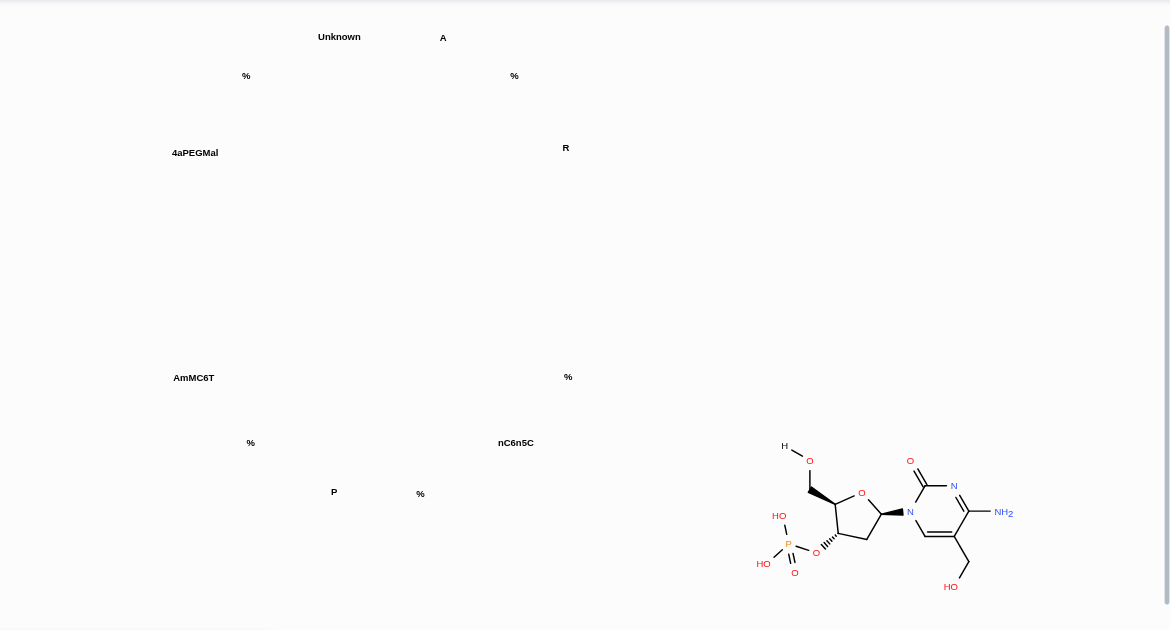 Unknown A
% %
4aPEGMal R
AmMC6T %
% nC6n5C
P %
H
O O
N
O
N NH2
HO
P
O
HO
O
HO